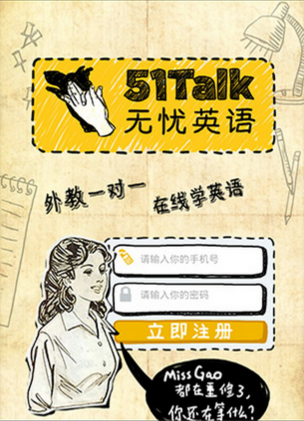 51Talk
无忧英语
外教一对一 在线学英语
请输入你的手机号
请输入你的密码
立即注册
Miss Gao
都在重修了,
你还在等什么?